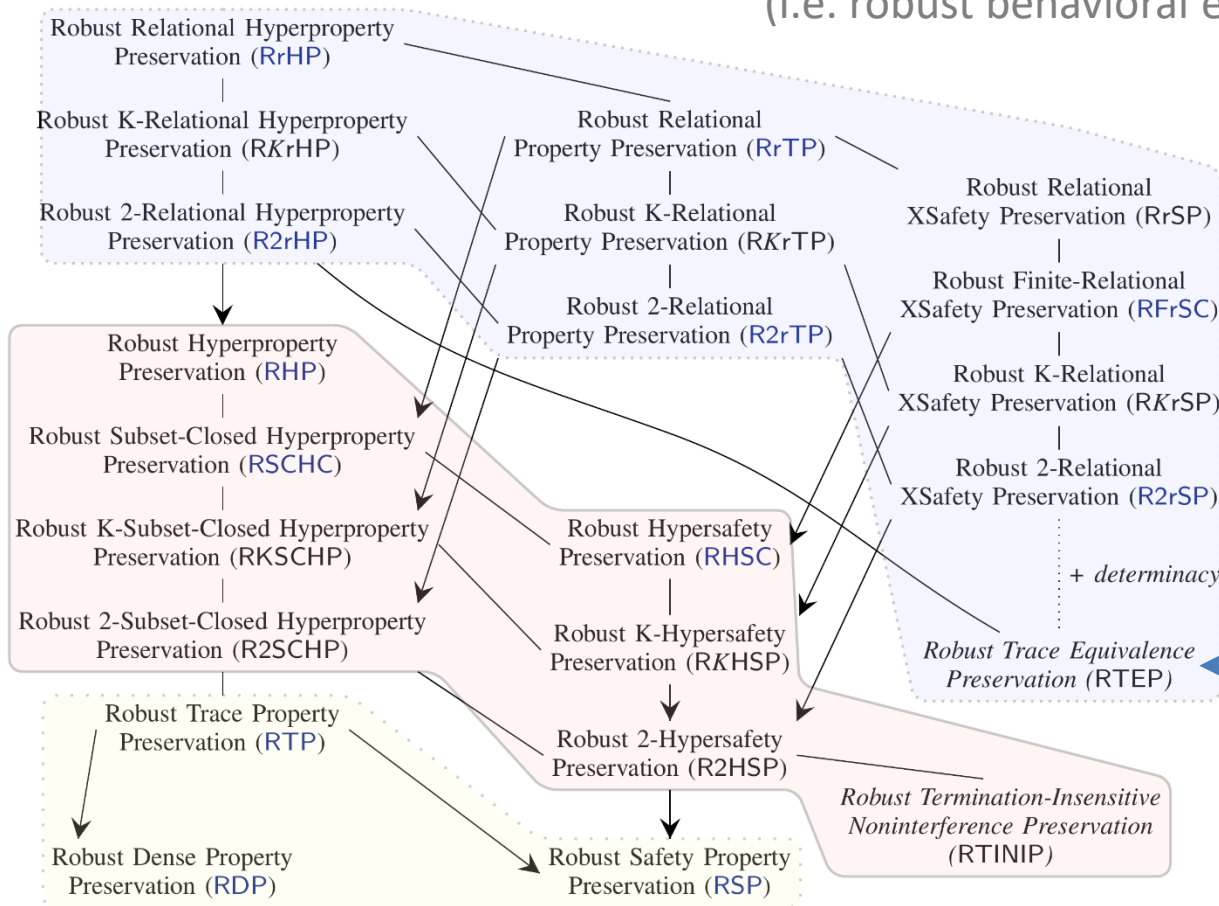 (i.e. robust behavioral e
Robust Relational Hyperproperty
Preservation (RrHP)
Robust K-Relational Hyperproperty
Preservation (RKrHP)
Robust 2-Relational Hyperproperty
Preservation (R2rHP)
Robust Relational
Property Preservation (RrTP)
Robust K-Relational
Property Preservation (RKrTP)
Robust 2-Relational
Property Preservation (R2rTP)
Robust Relational
XSafety Preservation (RrSP)
Robust Finite-Relational
XSafety Preservation (RFrSC)
Robust K-Relational
XSafety Preservation (RKrSP)
Robust 2-Relational
XSafety Preservation (R2rSP)
+ determinacy
Robust Trace Equivalence
Preservation (RTEP)
Robust Hyperproperty
Preservation (RHP)
Robust Subset-Closed Hyperproperty
Preservation (RSCHC)
Robust K-Subset-Closed Hyperproperty
Preservation (RKSCHP)
Robust 2-Subset-Closed Hyperproperty
Preservation (R2SCHP)
Robust Hypersafety
Preservation (RHSC)
Robust K-Hypersafety
Preservation (RKHSP)
Robust 2-Hypersafety
Preservation (R2HSP)
Robust Termination-Insensitive
Noninterference Preservation
(RTINIP)
Robust Trace Property
Preservation (RTP)
Robust Dense Property
Preservation (RDP)
Robust Safety Property
Preservation (RSP)